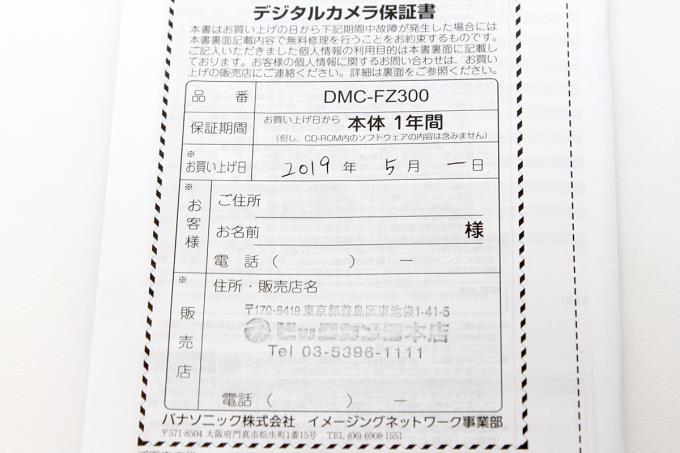 デジタルカメラ保証書
本書はお買い上げの日から下記期間中故障が発生した場合には
本書裏面記載内容で無料修理を行うことをお約束するものです。
ご記入いただきました個人情報の利用目的は本書裏面に記載し
ております。お客様の個人情報に関するお問い合わせは、お買い
上げの販売店にご連絡ください。詳細は裏面をご参照ください。
品 番 DMC-FZ300
保証期間 お買い上げ日から 本体 1年間
(但し、CD-ROM内のソフトウェアの内容は含みません)
※お買い上げ日 2019 年 5 月 一 日
※お客様
ご住所
お名前 様
電 話 ( ) ー
※販売店
住所・販売店名
〒170-8419 東京都豊島区東池袋1-41-5
ビックカメラ本店
Tel 03-5396-1111
電話 ( ) ー
パナソニック株式会社 イメージングネットワーク事業部
〒571-8504 大阪府門真市松生町1番15号 TEL (06) 6908-1551